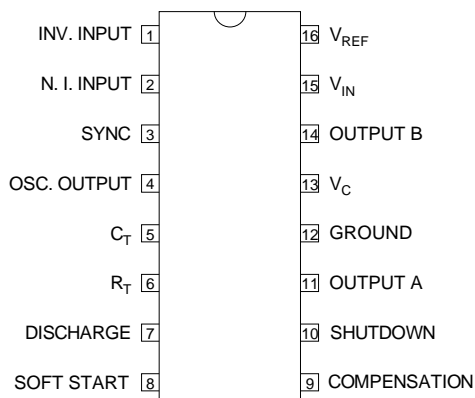 INV. INPUT 1 16 VREF
N. I. INPUT 2 15 VIN
SYNC 3 14 OUTPUT B
OSC. OUTPUT 4 13 VC
CT 5 12 GROUND
RT 6 11 OUTPUT A
DISCHARGE 7 10 SHUTDOWN
SOFT START 8 9 COMPENSATION